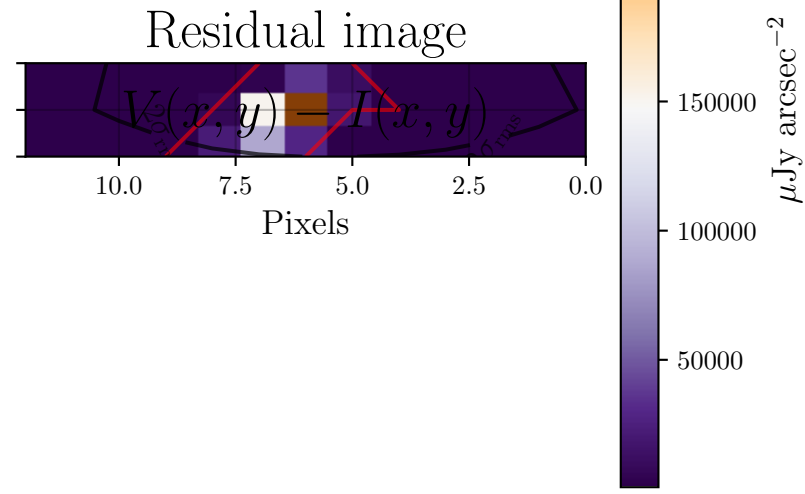 Residual image
V(x, y) − I(x, y)
10.0 7.5 5.0 2.5 0.0
Pixels
150000
100000
50000
μJy arcsec⁻²